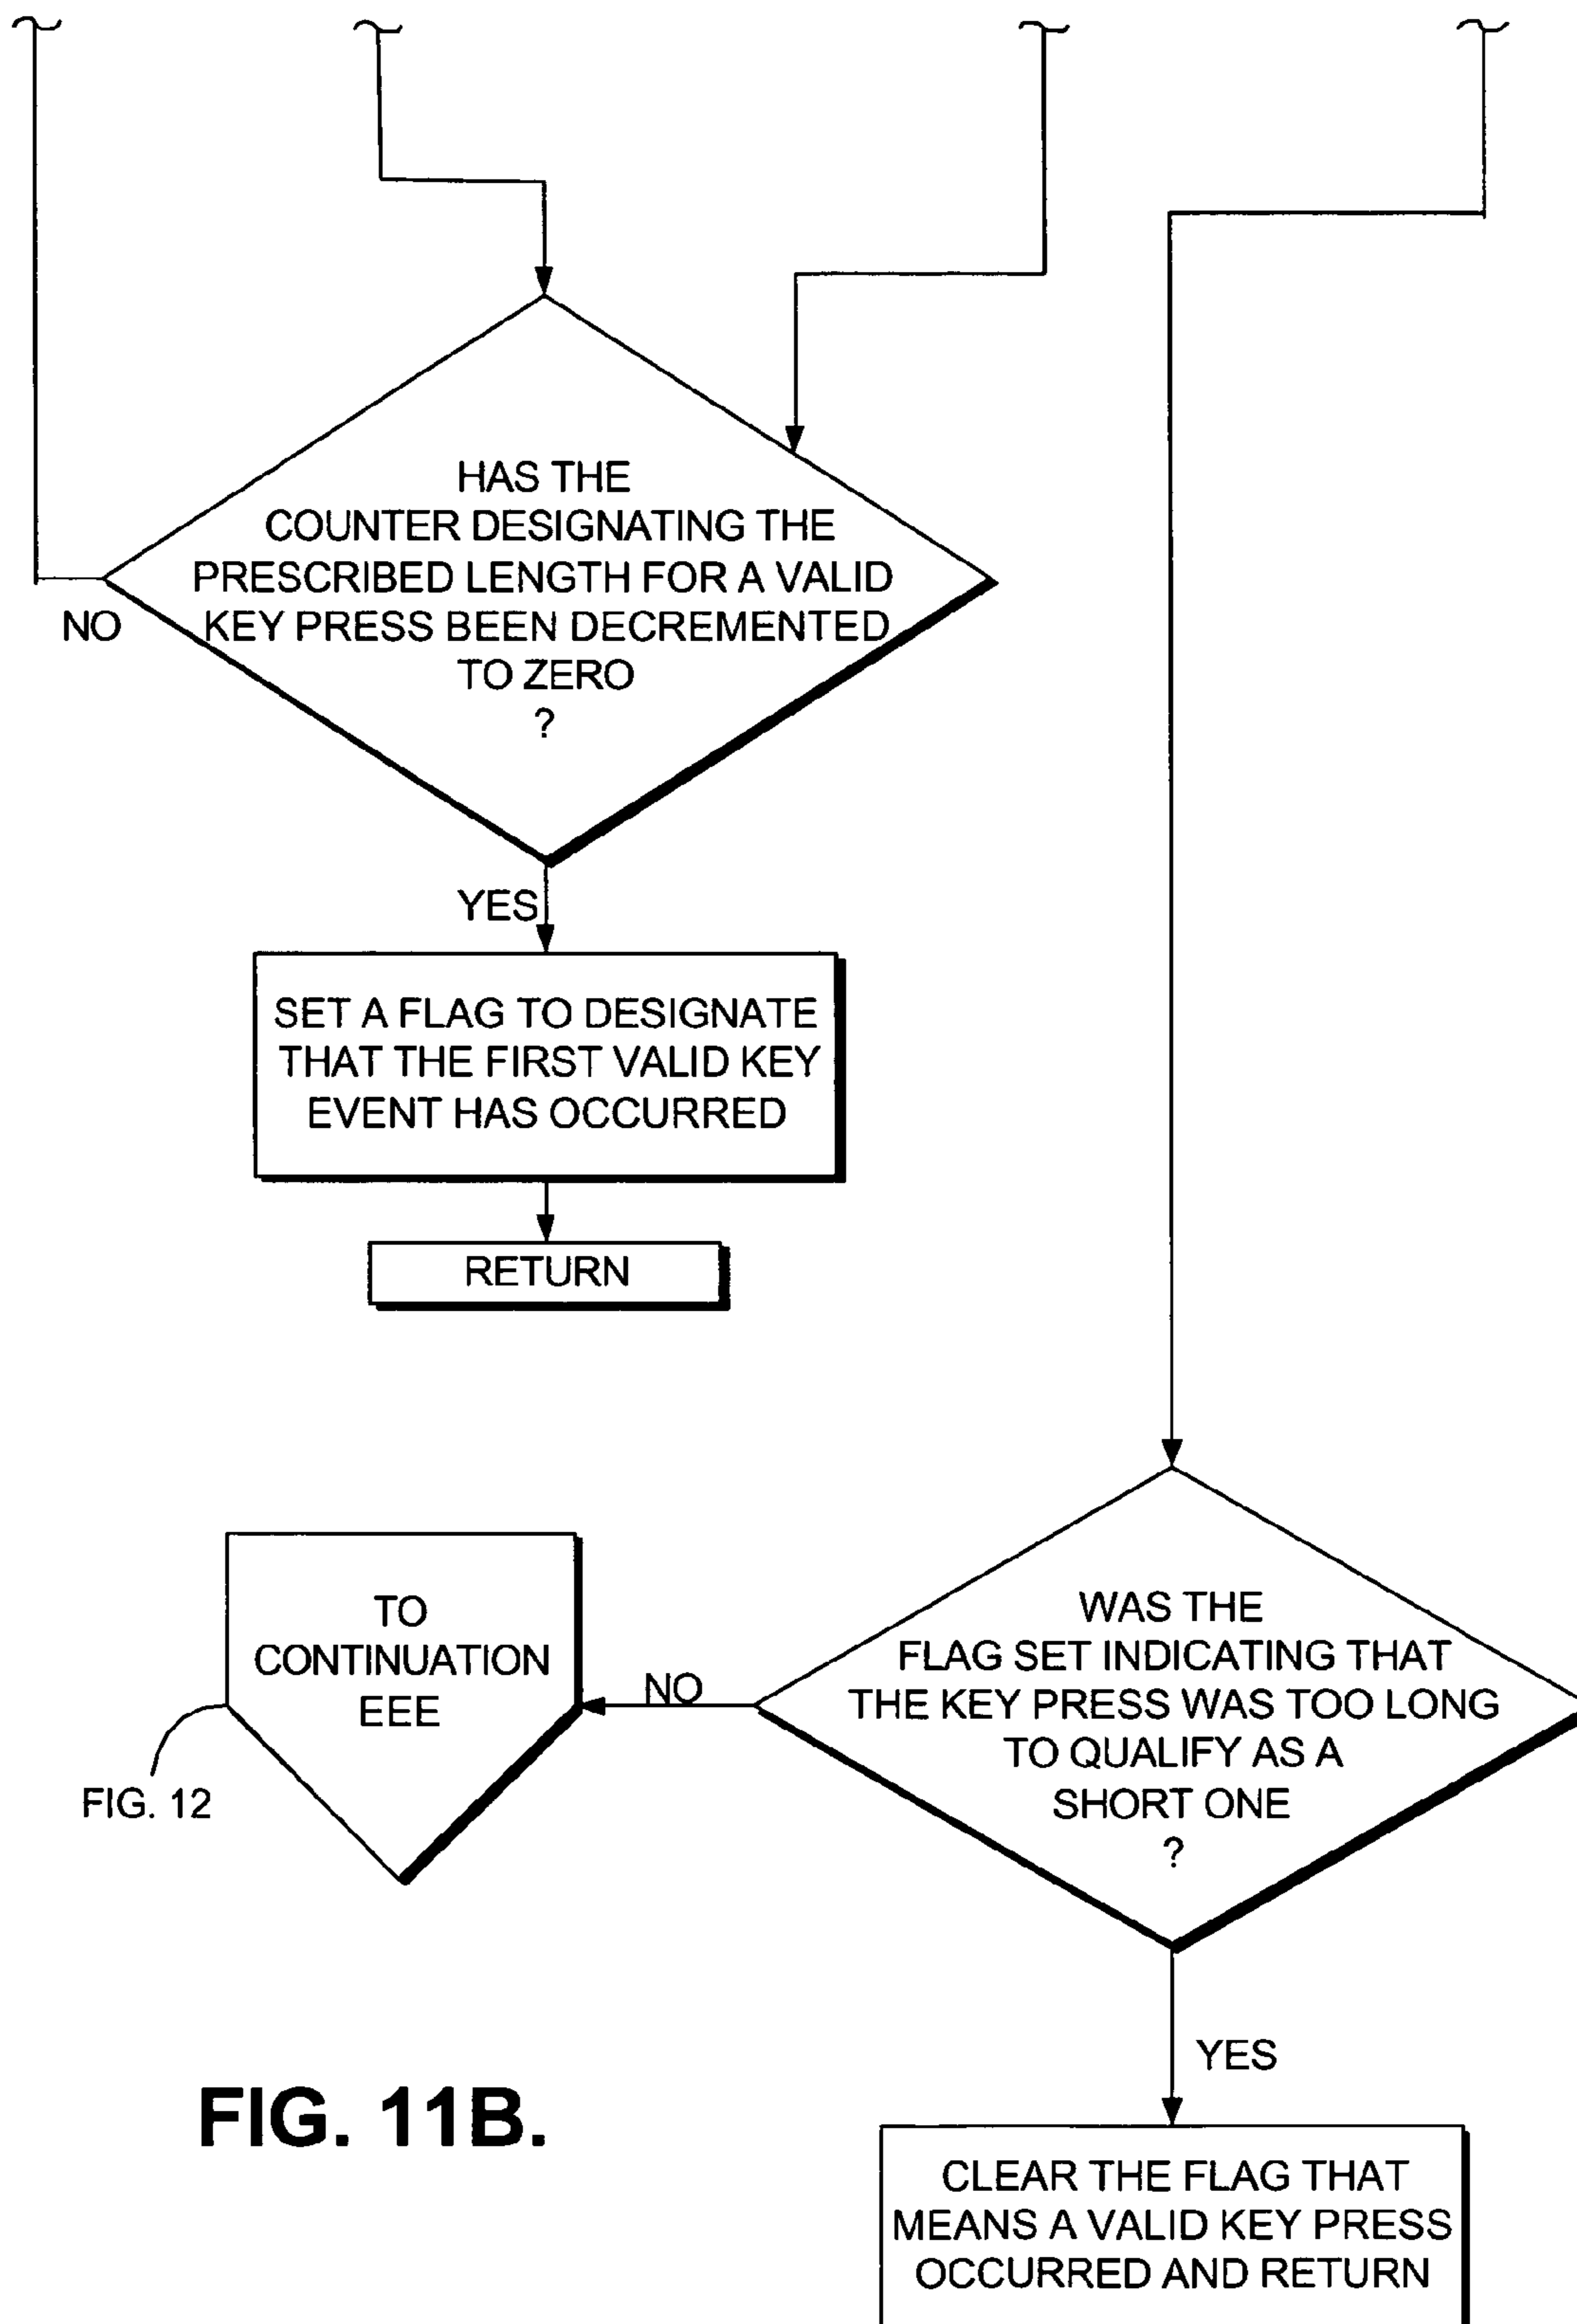 HAS THE
COUNTER DESIGNATING THE
PRESCRIBED LENGTH FOR A VALID
KEY PRESS BEEN DECREMENTED
TO ZERO
?
NO
YES
SET A FLAG TO DESIGNATE
THAT THE FIRST VALID KEY
EVENT HAS OCCURRED
RETURN
WAS THE
FLAG SET INDICATING THAT
THE KEY PRESS WAS TOO LONG
TO QUALIFY AS A
SHORT ONE
?
NO
TO
CONTINUATION
EEE
FIG. 12
YES
CLEAR THE FLAG THAT
MEANS A VALID KEY PRESS
OCCURRED AND RETURN
FIG. 11B.